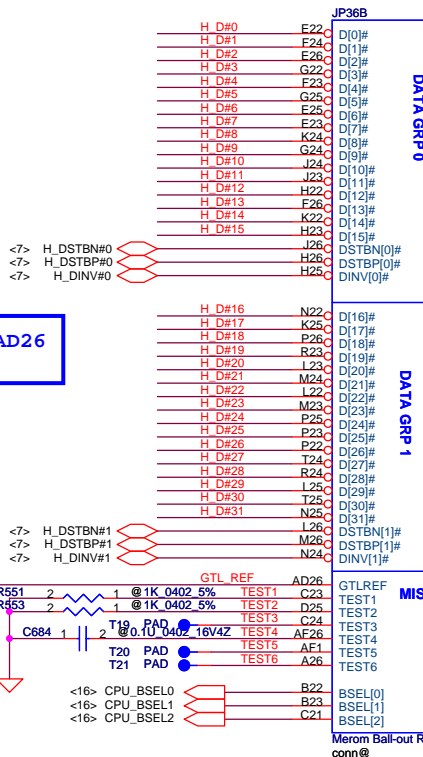 JP36B
H_D#0 E22 D[0]#
H_D#1 F24 D[1]#
H_D#2 E26 D[2]#
H_D#3 G22 D[3]#
H_D#4 F23 D[4]#
H_D#5 G25 D[5]#
H_D#6 E25 D[6]#
H_D#7 E23 D[7]#
H_D#8 K24 D[8]#
H_D#9 G24 D[9]#
H_D#10 J24 D[10]#
H_D#11 J23 D[11]#
H_D#12 H22 D[12]#
H_D#13 F26 D[13]#
H_D#14 K22 D[14]#
H_D#15 H23 D[15]#
<7> H_DSTBN#0 J26 DSTBN[0]#
<7> H_DSTBP#0 H26 DSTBP[0]#
<7> H_DINV#0 H25 DINV[0]#
DATA GRP 0
AD26
H_D#16 N22 D[16]#
H_D#17 K25 D[17]#
H_D#18 P26 D[18]#
H_D#19 R23 D[19]#
H_D#20 L23 D[20]#
H_D#21 M24 D[21]#
H_D#22 L22 D[22]#
H_D#23 M23 D[23]#
H_D#24 P25 D[24]#
H_D#25 P23 D[25]#
H_D#26 P22 D[26]#
H_D#27 T24 D[27]#
H_D#28 R24 D[28]#
H_D#29 L25 D[29]#
H_D#30 T25 D[30]#
H_D#31 N25 D[31]#
<7> H_DSTBN#1 L26 DSTBN[1]#
<7> H_DSTBP#1 M26 DSTBP[1]#
<7> H_DINV#1 N24 DINV[1]#
DATA GRP 1
GTL_REF AD26 GTLREF
R551 2 1 @1K_0402_5% TEST1 C23 TEST1
R553 2 1 @1K_0402_5% TEST2 D25 TEST2
T19 PAD TEST3 C24 TEST3
C684 1 2 @0.1U_0402_16V4Z TEST4 AF26 TEST4
T20 PAD TEST5 AF1 TEST5
T21 PAD TEST6 A26 TEST6
MIS
<16> CPU_BSEL0 B22 BSEL[0]
<16> CPU_BSEL1 B23 BSEL[1]
<16> CPU_BSEL2 C21 BSEL[2]
Merom Ball-out R
conn@